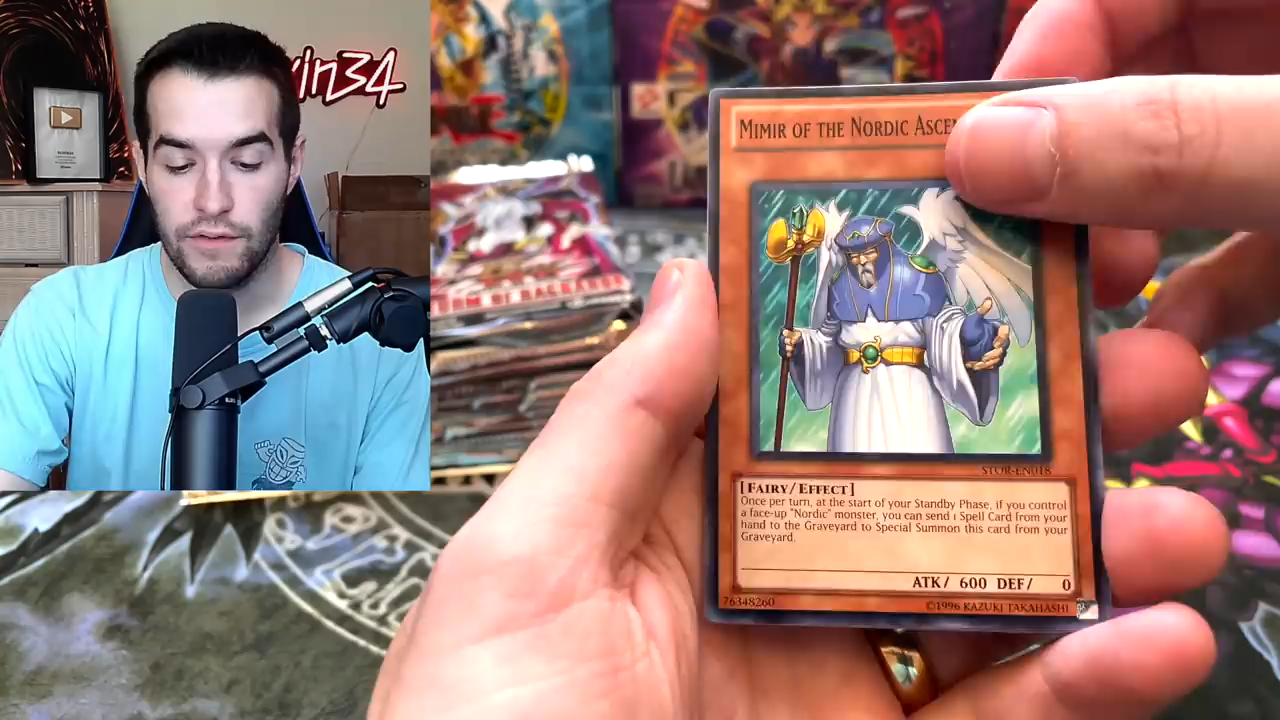 in34
MIMIR OF THE NORDIC ASCEN
STOR-EN018
[FAIRY/EFFECT]
Once per turn, at the start of your Standby Phase, if you control
a face-up "Nordic" monster, you can send 1 Spell Card from your
hand to the Graveyard to Special Summon this card from your
Graveyard.
ATK/ 600 DEF/ 0
76348260
©1996 KAZUKI TAKAHASHI